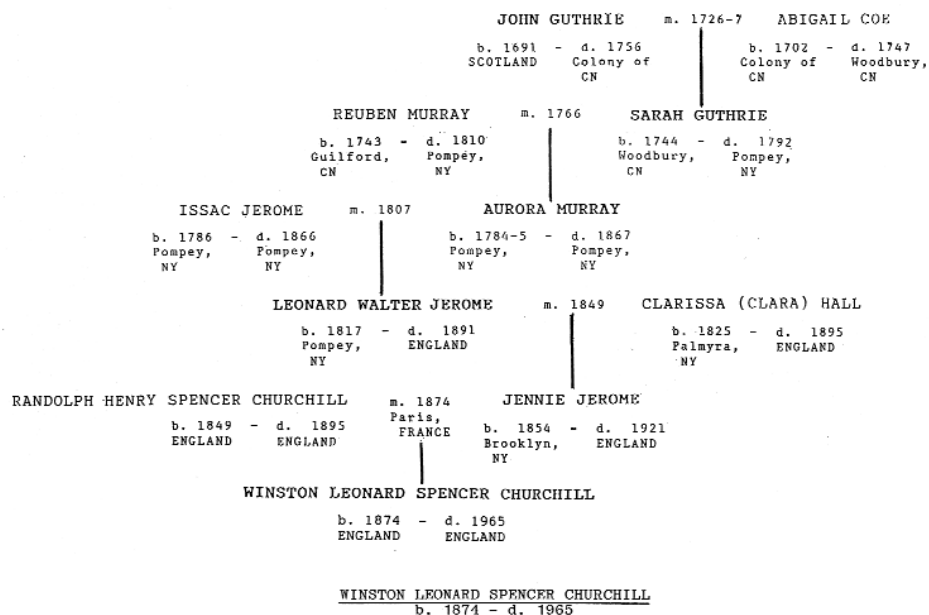 JOHN GUTHRIE m. 1726-7 ABIGAIL COE
b. 1691 - d. 1756 b. 1702 - d. 1747
SCOTLAND Colony of Colony of Woodbury,
CN CN CN
REUBEN MURRAY m. 1766 SARAH GUTHRIE
b. 1743 - d. 1810 b. 1744 - d. 1792
Guilford, Pompey, Woodbury, Pompey,
CN NY CN NY
ISSAC JEROME m. 1807 AURORA MURRAY
b. 1786 - d. 1866 b. 1784-5 - d. 1867
Pompey, Pompey, Pompey, Pompey,
NY NY NY NY
LEONARD WALTER JEROME m. 1849 CLARISSA (CLARA) HALL
b. 1817 - d. 1891 b. 1825 - d. 1895
Pompey, ENGLAND Palmyra, ENGLAND
NY NY
RANDOLPH HENRY SPENCER CHURCHILL m. 1874 JENNIE JEROME
Paris,
b. 1849 - d. 1895 FRANCE b. 1854 - d. 1921
ENGLAND ENGLAND Brooklyn, ENGLAND
NY
WINSTON LEONARD SPENCER CHURCHILL
b. 1874 - d. 1965
ENGLAND ENGLAND
WINSTON LEONARD SPENCER CHURCHILL
b. 1874 - d. 1965